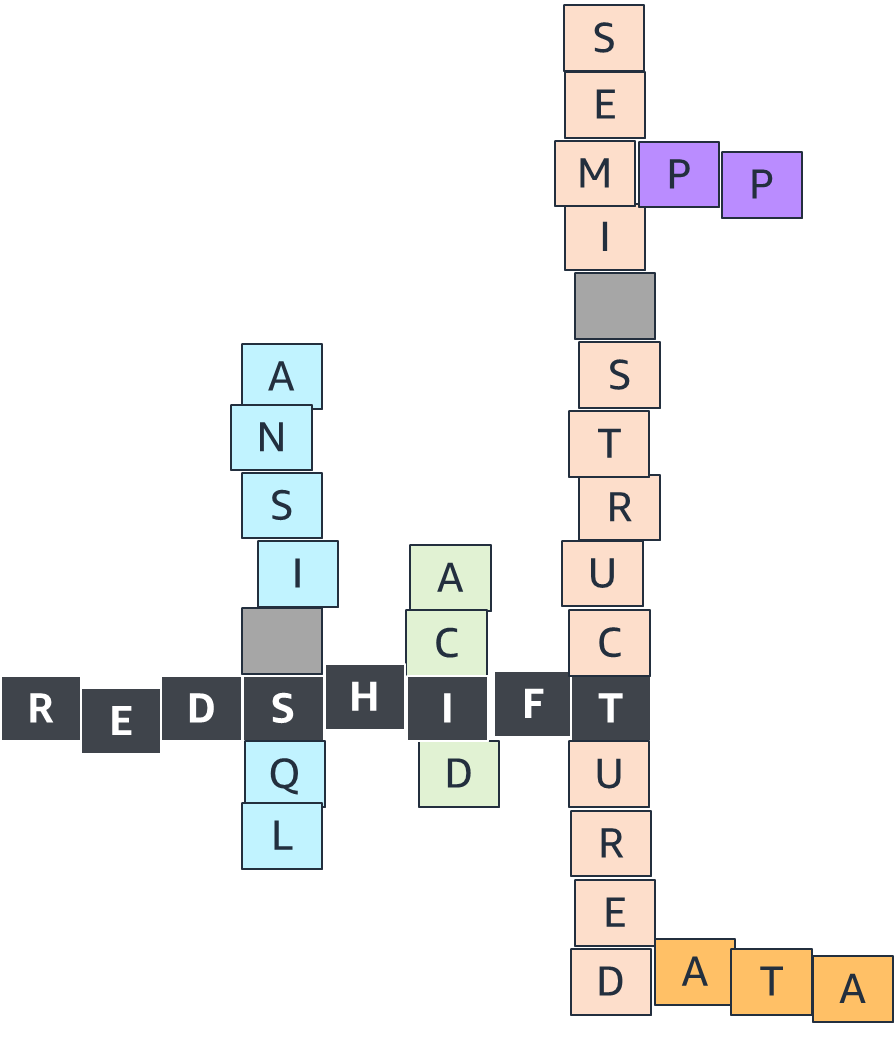 SEMI STRUCTURED
MPP
ANSI SQL
ACID
REDSHIFT
DATA